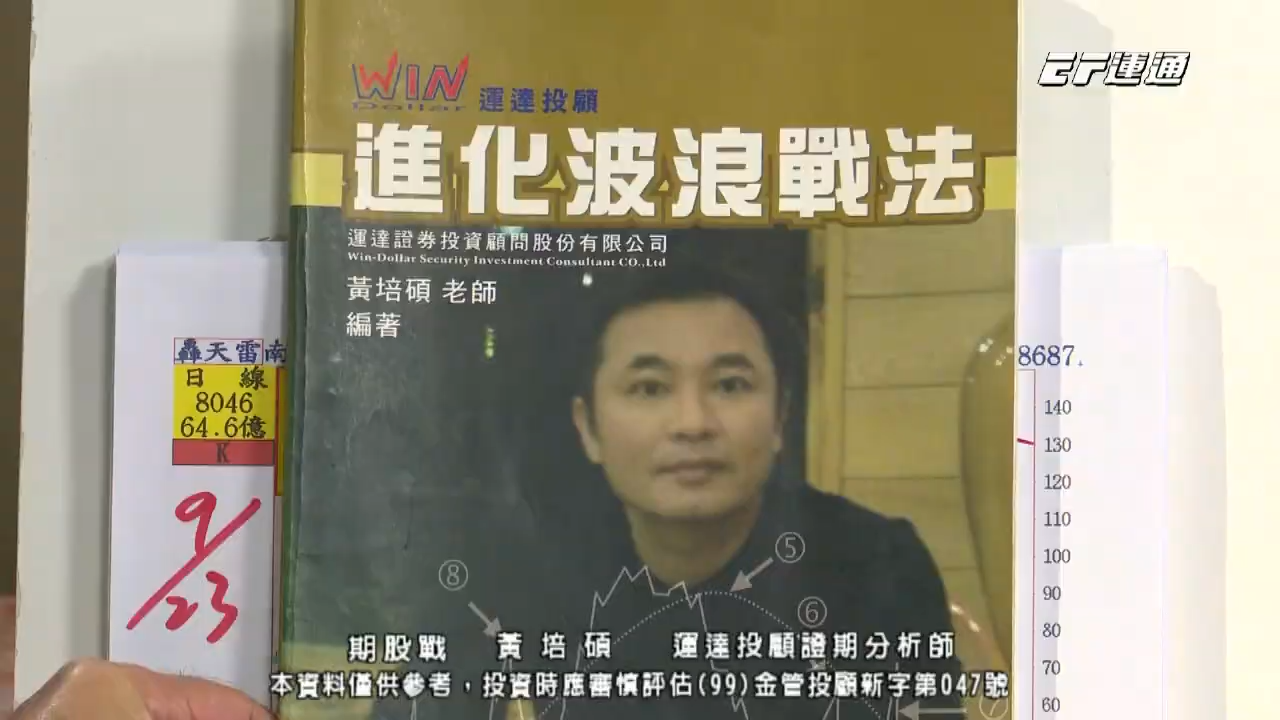 EF運通
WIN
Dollar
運達投顧
進化波浪戰法
運達證券投資顧問股份有限公司
Win-Dollar Security Investment Consultant CO.,Ltd
黃培碩 老師
編著
轟天雷南
8687.
日 線
8046
64.6億
K
9/23
140
130
120
110
100
90
80
70
60
⑤
⑧
⑥
⑦
期股戰 黃培碩 運達投顧證期分析師
本資料僅供參考，投資時應審慎評估(99)金管投顧新字第047號